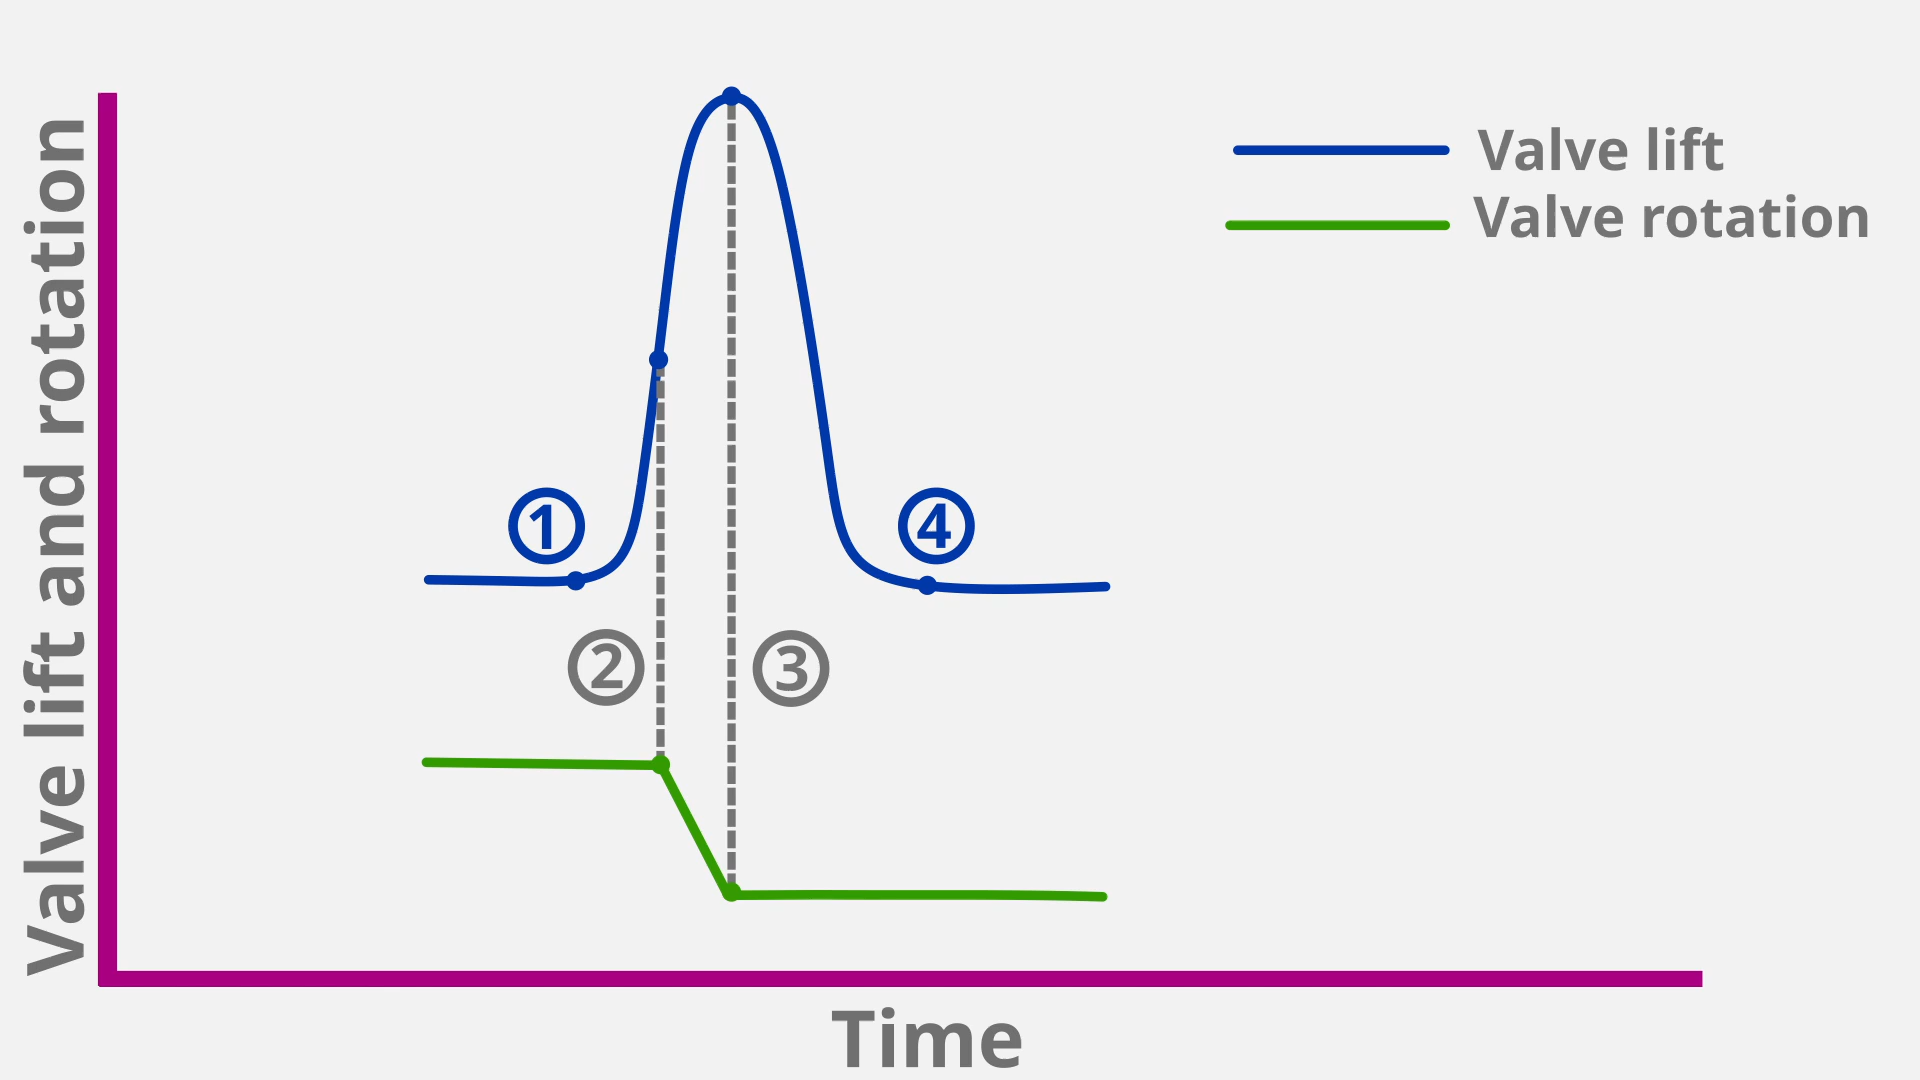 Valve lift and rotation
Valve lift
Valve rotation
1
4
2
3
Time